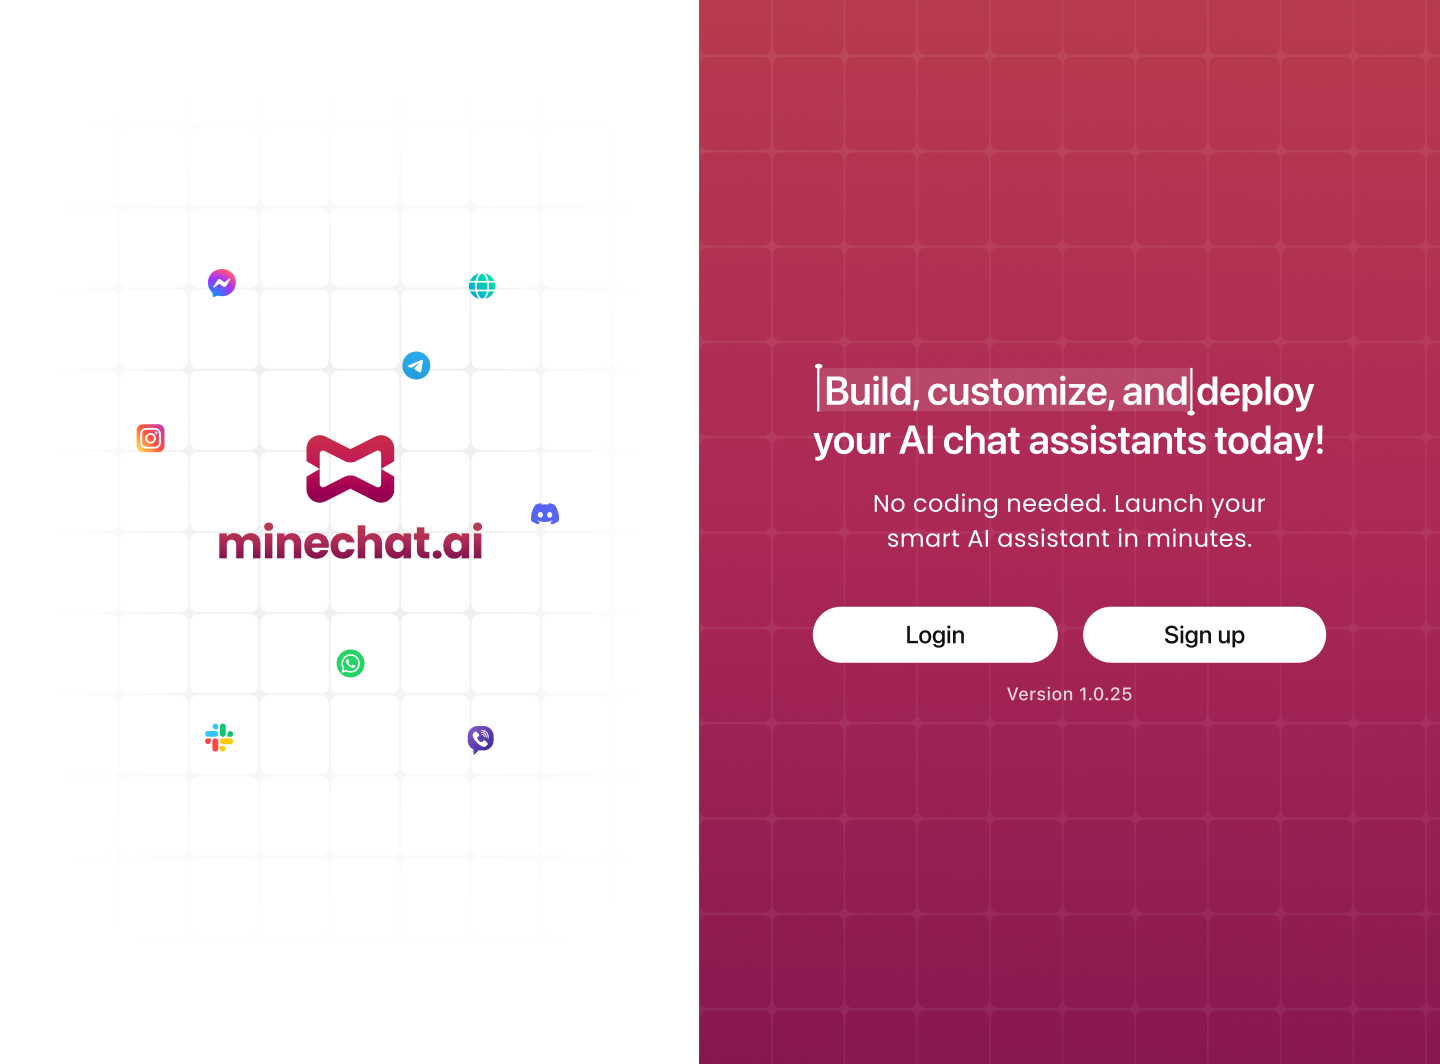 minechat.ai
Build, customize, and deploy
your AI chat assistants today!
No coding needed. Launch your
smart AI assistant in minutes.
Login
Sign up
Version 1.0.25